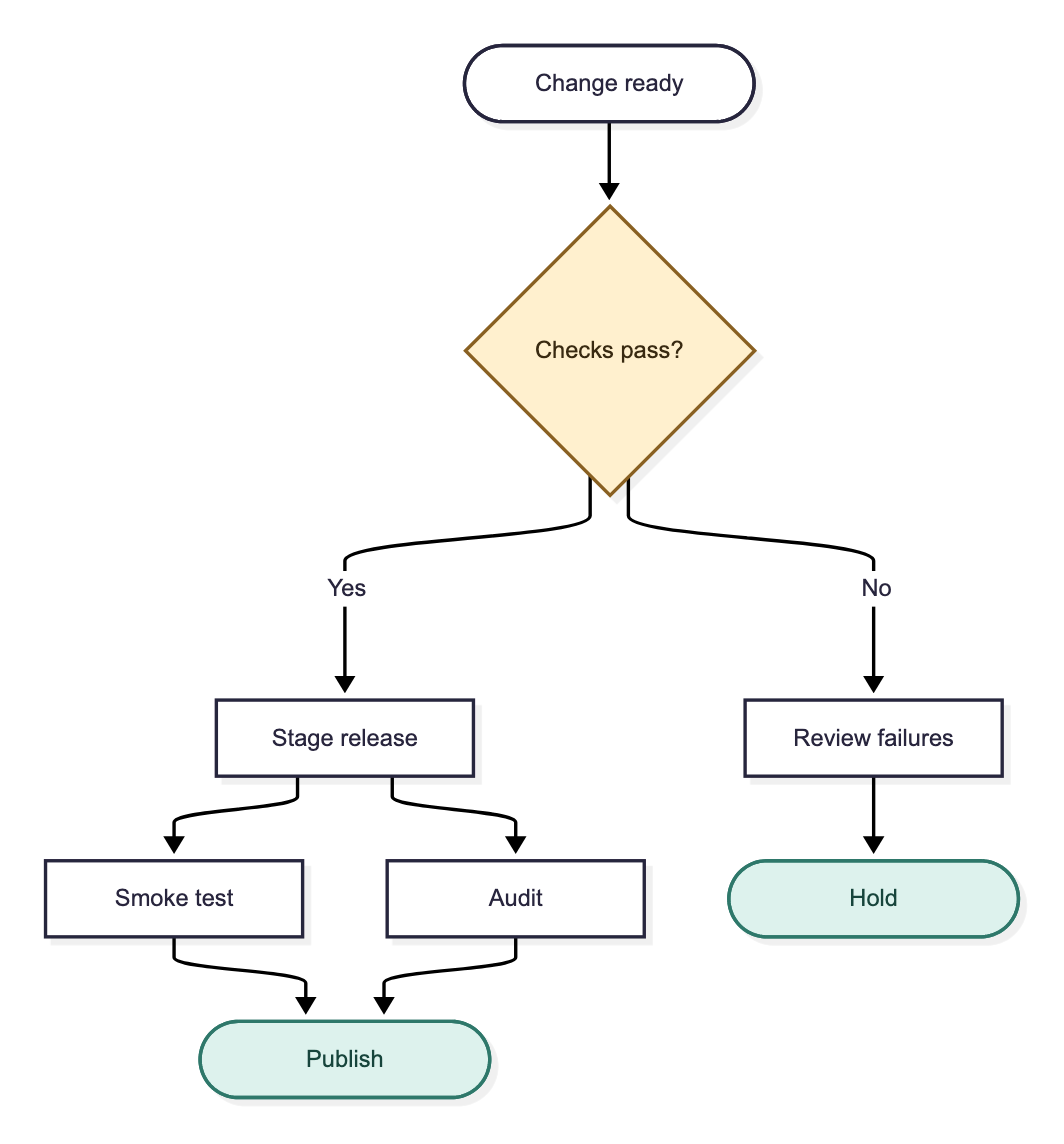 Change ready
Checks pass?
Yes
No
Stage release
Review failures
Smoke test
Audit
Hold
Publish